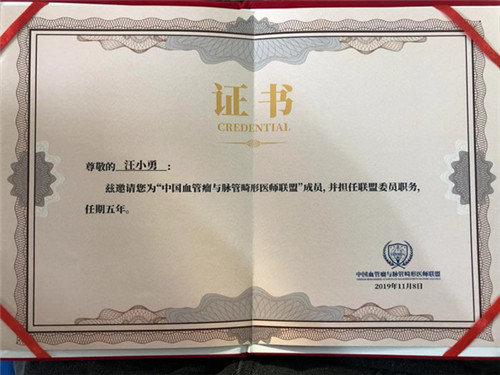 证书
CREDENTIAL
尊敬的 汪小勇 :
兹邀请您为“中国血管瘤与脉管畸形医师联盟”成员, 并担任联盟委员职务,
任期五年。
中国血管瘤与脉管畸形医师联盟
2019年11月8日